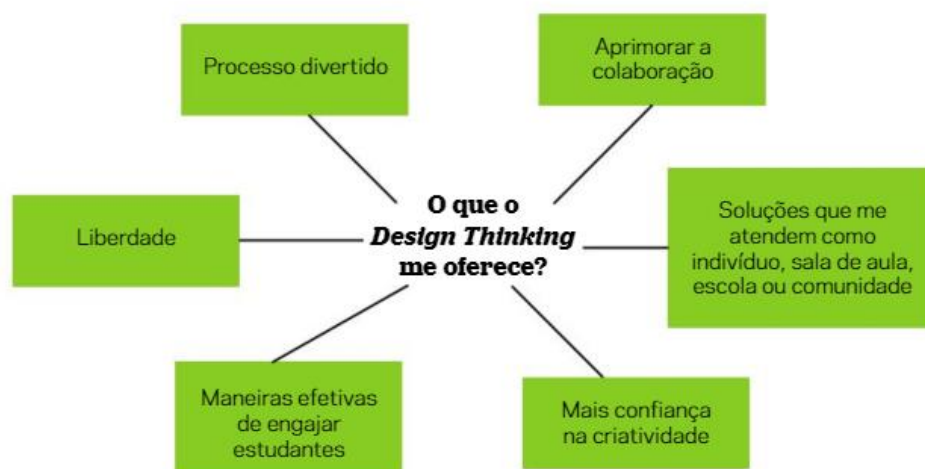 Processo divertido
Aprimorar a
colaboração
O que o
Design Thinking
me oferece?
Liberdade
Soluções que me
atendem como
indivíduo, sala de aula,
escola ou comunidade
Maneiras efetivas
de engajar
estudantes
Mais confiança
na criatividade